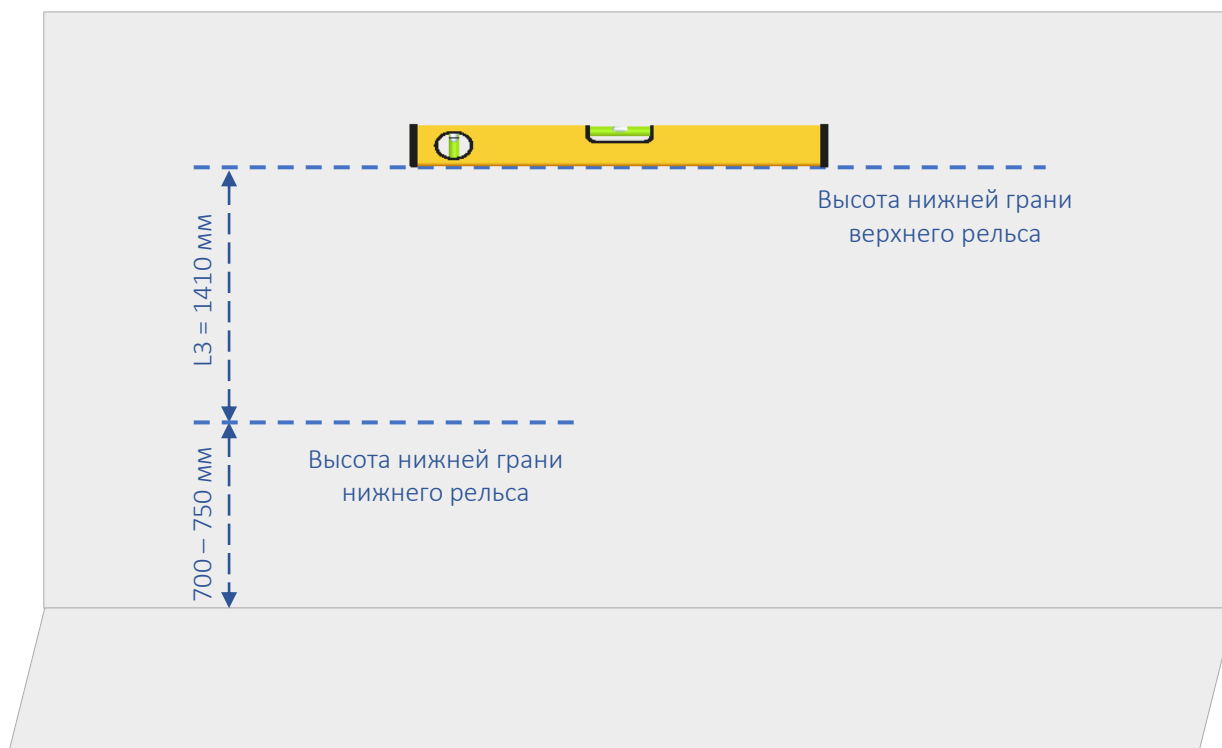 Высота нижней грани
верхнего рельса
L3 = 1410 мм
Высота нижней грани
нижнего рельса
700 – 750 мм